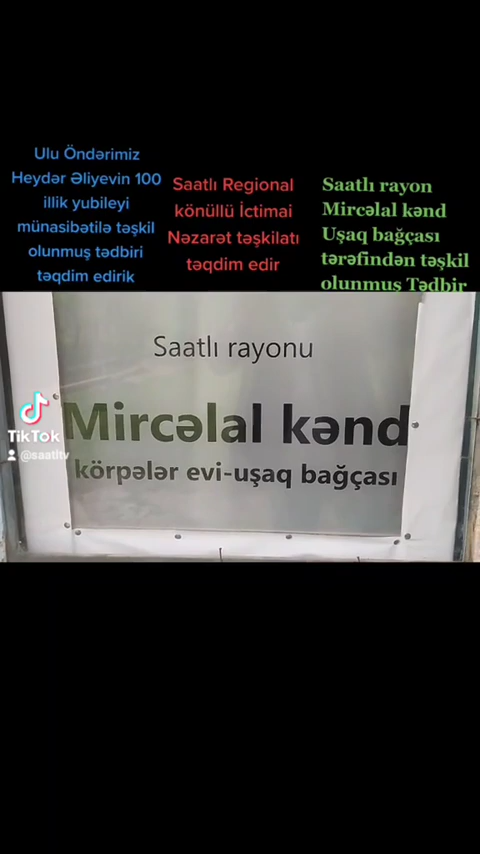 Ulu Öndərimiz
Heydər Əliyevin 100
illik yubileyi
münasibətilə təşkil
olunmuş tədbiri
təqdim edirik
Saatlı Regional
könüllü İctimai
Nəzarət təşkilatı
təqdim edir
Saatlı rayon
Mircəlal kənd
Uşaq bağçası
tərəfindən təşkil
olunmuş Tədbir
Saatlı rayonu
Mircəlal kənd
körpələr evi-uşaq bağçası
TikTok
@saatltv